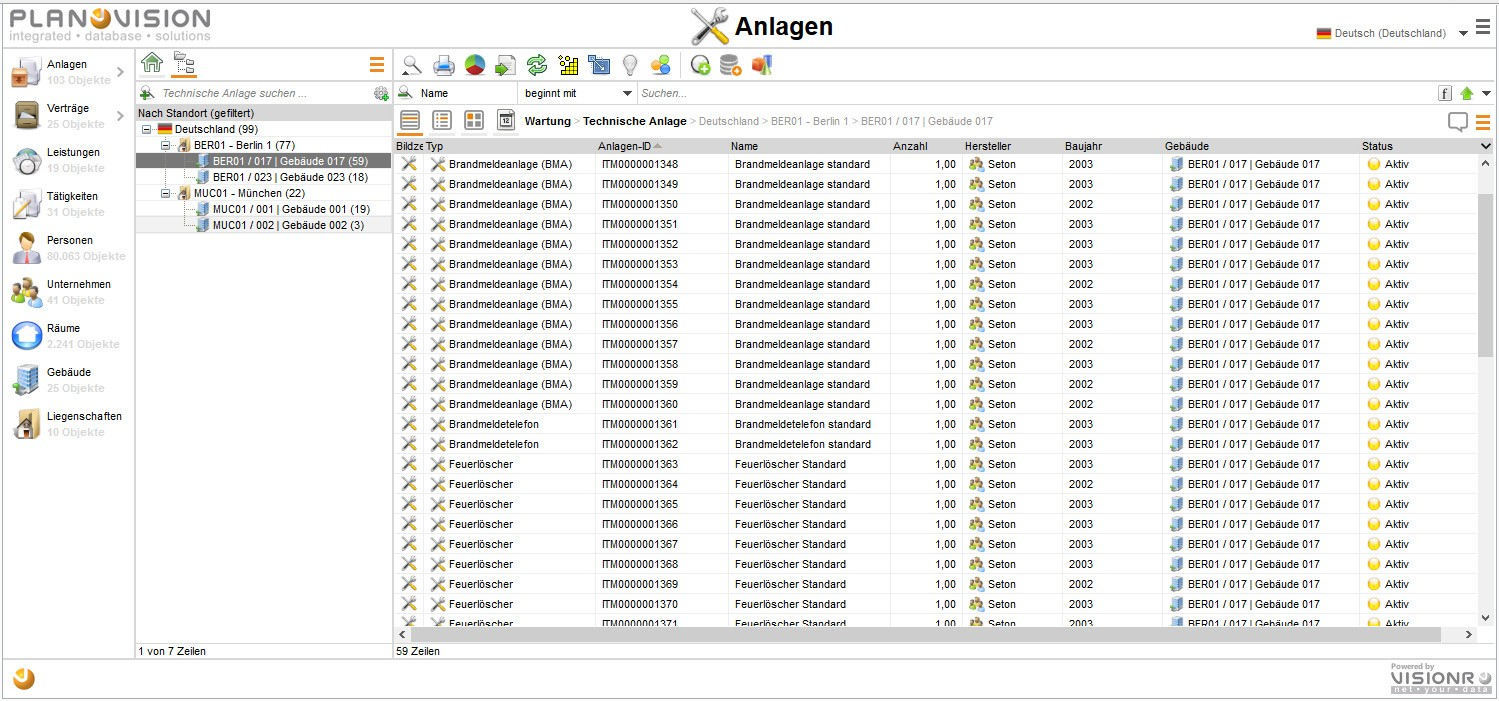 PLAN VISION
integrated • database • solutions
Anlagen
Deutsch (Deutschland)
Anlagen
103 Objekte
Verträge
25 Objekte
Leistungen
19 Objekte
Tätigkeiten
31 Objekte
Personen
80.063 Objekte
Unternehmen
41 Objekte
Räume
2.241 Objekte
Gebäude
25 Objekte
Liegenschaften
10 Objekte
Technische Anlage suchen ...
Nach Standort (gefiltert)
Deutschland (99)
BER01 - Berlin 1 (77)
BER01 / 017 | Gebäude 017 (59)
BER01 / 023 | Gebäude 023 (18)
MUC01 - München (22)
MUC01 / 001 | Gebäude 001 (19)
MUC01 / 002 | Gebäude 002 (3)
1 von 7 Zeilen
Name beginnt mit Suchen... f
12 Wartung > Technische Anlage > Deutschland > BER01 - Berlin 1 > BER01 / 017 | Gebäude 017
Bildze Typ Anlagen-ID Name Anzahl Hersteller Baujahr Gebäude Status
Brandmeldeanlage (BMA) ITM0000001348 Brandmeldeanlage standard 1,00 Seton 2003 BER01 / 017 | Gebäude 017 Aktiv
Brandmeldeanlage (BMA) ITM0000001349 Brandmeldeanlage standard 1,00 Seton 2003 BER01 / 017 | Gebäude 017 Aktiv
Brandmeldeanlage (BMA) ITM0000001350 Brandmeldeanlage standard 1,00 Seton 2002 BER01 / 017 | Gebäude 017 Aktiv
Brandmeldeanlage (BMA) ITM0000001351 Brandmeldeanlage standard 1,00 Seton 2003 BER01 / 017 | Gebäude 017 Aktiv
Brandmeldeanlage (BMA) ITM0000001352 Brandmeldeanlage standard 1,00 Seton 2003 BER01 / 017 | Gebäude 017 Aktiv
Brandmeldeanlage (BMA) ITM0000001353 Brandmeldeanlage standard 1,00 Seton 2003 BER01 / 017 | Gebäude 017 Aktiv
Brandmeldeanlage (BMA) ITM0000001354 Brandmeldeanlage standard 1,00 Seton 2002 BER01 / 017 | Gebäude 017 Aktiv
Brandmeldeanlage (BMA) ITM0000001355 Brandmeldeanlage standard 1,00 Seton 2003 BER01 / 017 | Gebäude 017 Aktiv
Brandmeldeanlage (BMA) ITM0000001356 Brandmeldeanlage standard 1,00 Seton 2003 BER01 / 017 | Gebäude 017 Aktiv
Brandmeldeanlage (BMA) ITM0000001357 Brandmeldeanlage standard 1,00 Seton 2002 BER01 / 017 | Gebäude 017 Aktiv
Brandmeldeanlage (BMA) ITM0000001358 Brandmeldeanlage standard 1,00 Seton 2003 BER01 / 017 | Gebäude 017 Aktiv
Brandmeldeanlage (BMA) ITM0000001359 Brandmeldeanlage standard 1,00 Seton 2002 BER01 / 017 | Gebäude 017 Aktiv
Brandmeldeanlage (BMA) ITM0000001360 Brandmeldeanlage standard 1,00 Seton 2002 BER01 / 017 | Gebäude 017 Aktiv
Brandmeldetelefon ITM0000001361 Brandmeldetelefon standard 1,00 Seton 2003 BER01 / 017 | Gebäude 017 Aktiv
Brandmeldetelefon ITM0000001362 Brandmeldetelefon standard 1,00 Seton 2003 BER01 / 017 | Gebäude 017 Aktiv
Feuerlöscher ITM0000001363 Feuerlöscher Standard 1,00 Seton 2003 BER01 / 017 | Gebäude 017 Aktiv
Feuerlöscher ITM0000001364 Feuerlöscher Standard 1,00 Seton 2002 BER01 / 017 | Gebäude 017 Aktiv
Feuerlöscher ITM0000001365 Feuerlöscher Standard 1,00 Seton 2003 BER01 / 017 | Gebäude 017 Aktiv
Feuerlöscher ITM0000001366 Feuerlöscher Standard 1,00 Seton 2003 BER01 / 017 | Gebäude 017 Aktiv
Feuerlöscher ITM0000001367 Feuerlöscher Standard 1,00 Seton 2003 BER01 / 017 | Gebäude 017 Aktiv
Feuerlöscher ITM0000001368 Feuerlöscher Standard 1,00 Seton 2003 BER01 / 017 | Gebäude 017 Aktiv
Feuerlöscher ITM0000001369 Feuerlöscher Standard 1,00 Seton 2002 BER01 / 017 | Gebäude 017 Aktiv
Feuerlöscher ITM0000001370 Feuerlöscher Standard 1,00 Seton 2003 BER01 / 017 | Gebäude 017 Aktiv
Feuerlöscher ITM0000001371 Feuerlöscher Standard 1,00 Seton 2003 BER01 / 017 | Gebäude 017 Aktiv
59 Zeilen
Powered by
VISIONR
net • your • data